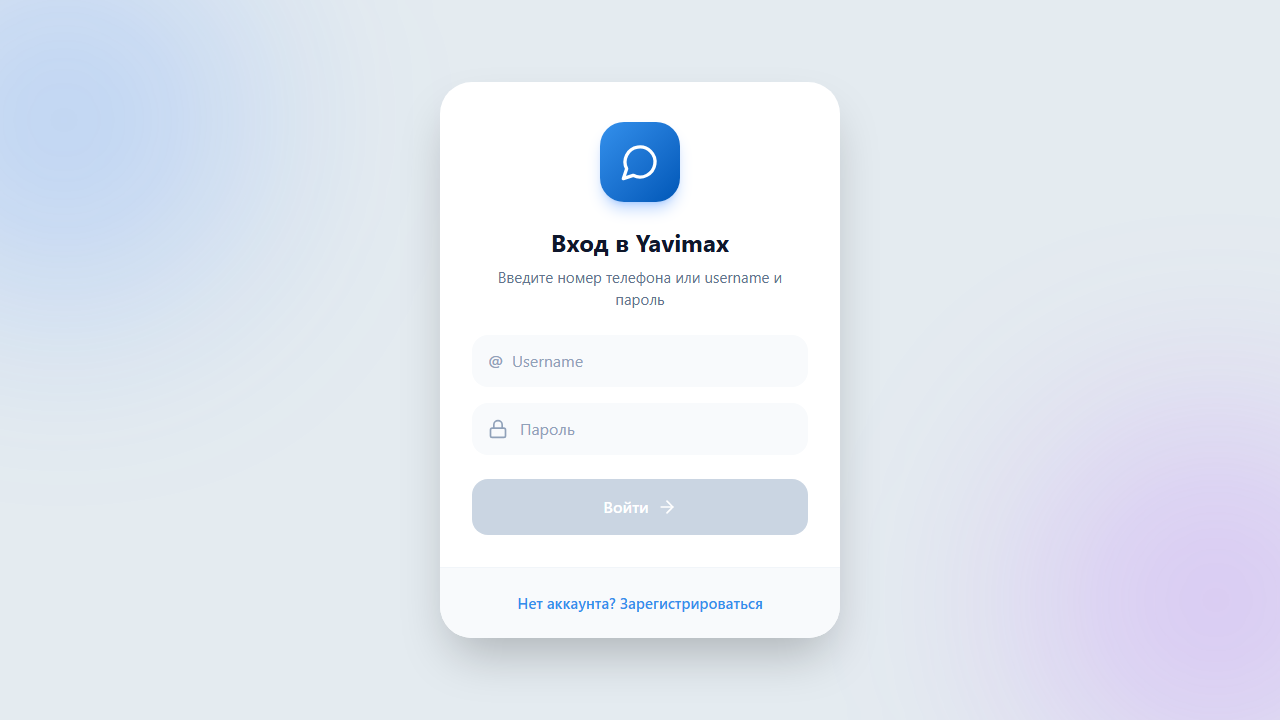 Вход в Yavimax
Введите номер телефона или username и
пароль
@ Username
Пароль
Войти
Нет аккаунта? Зарегистрироваться